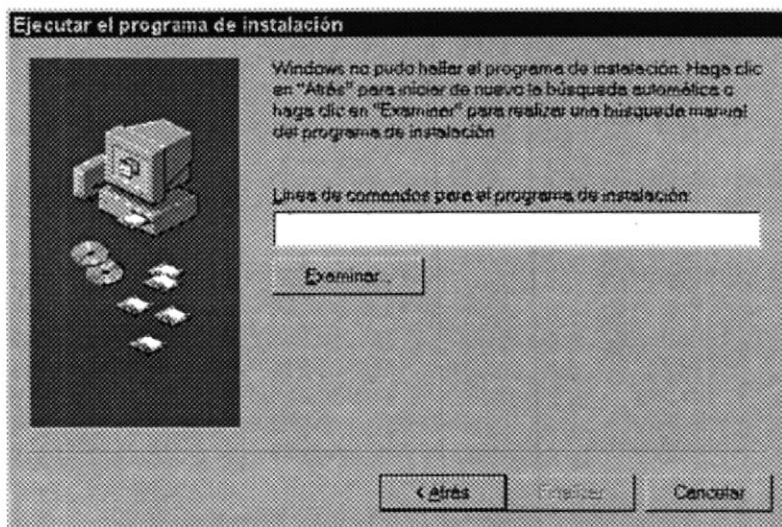 Ejecutar el programa de instalación
Windows no pudo hallar el programa de instalación. Haga clic
en "Atrás" para iniciar de nuevo la búsqueda automática o
haga clic en "Examinar" para realizar una búsqueda manual
del programa de instalación
Línea de comandos para el programa de instalación:
Examinar...
< Atrás
Finalizar
Cancelar